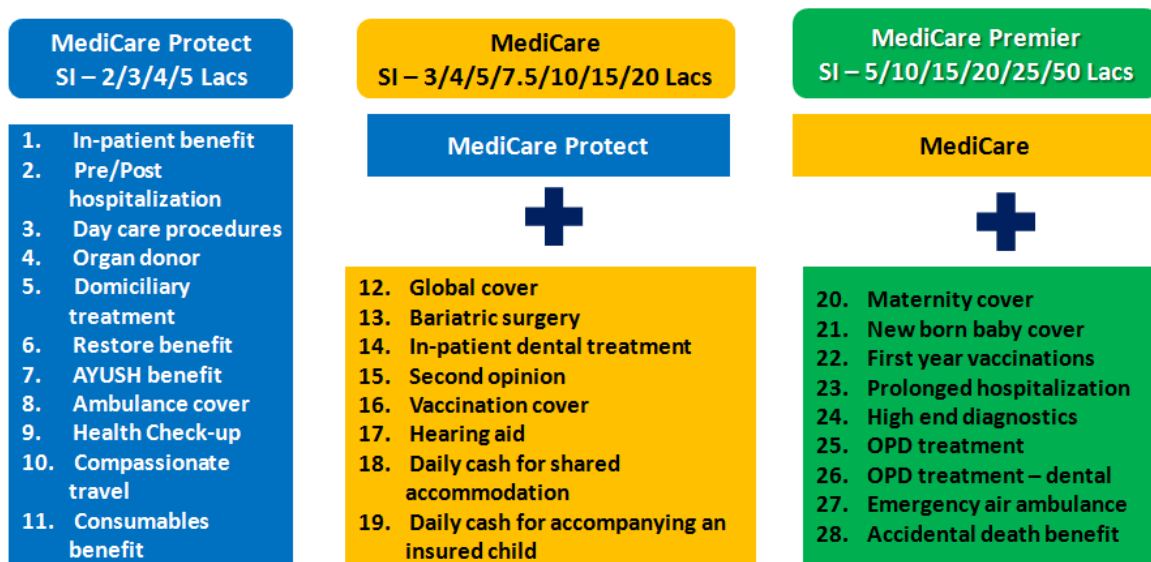 MediCare Protect
SI – 2/3/4/5 Lacs
1. In-patient benefit
2. Pre/Post
hospitalization
3. Day care procedures
4. Organ donor
5. Domiciliary
treatment
6. Restore benefit
7. AYUSH benefit
8. Ambulance cover
9. Health Check-up
10. Compassionate
travel
11. Consumables
benefit
MediCare
SI – 3/4/5/7.5/10/15/20 Lacs
MediCare Protect
12. Global cover
13. Bariatric surgery
14. In-patient dental treatment
15. Second opinion
16. Vaccination cover
17. Hearing aid
18. Daily cash for shared
accommodation
19. Daily cash for accompanying an
insured child
MediCare Premier
SI – 5/10/15/20/25/50 Lacs
MediCare
20. Maternity cover
21. New born baby cover
22. First year vaccinations
23. Prolonged hospitalization
24. High end diagnostics
25. OPD treatment
26. OPD treatment – dental
27. Emergency air ambulance
28. Accidental death benefit